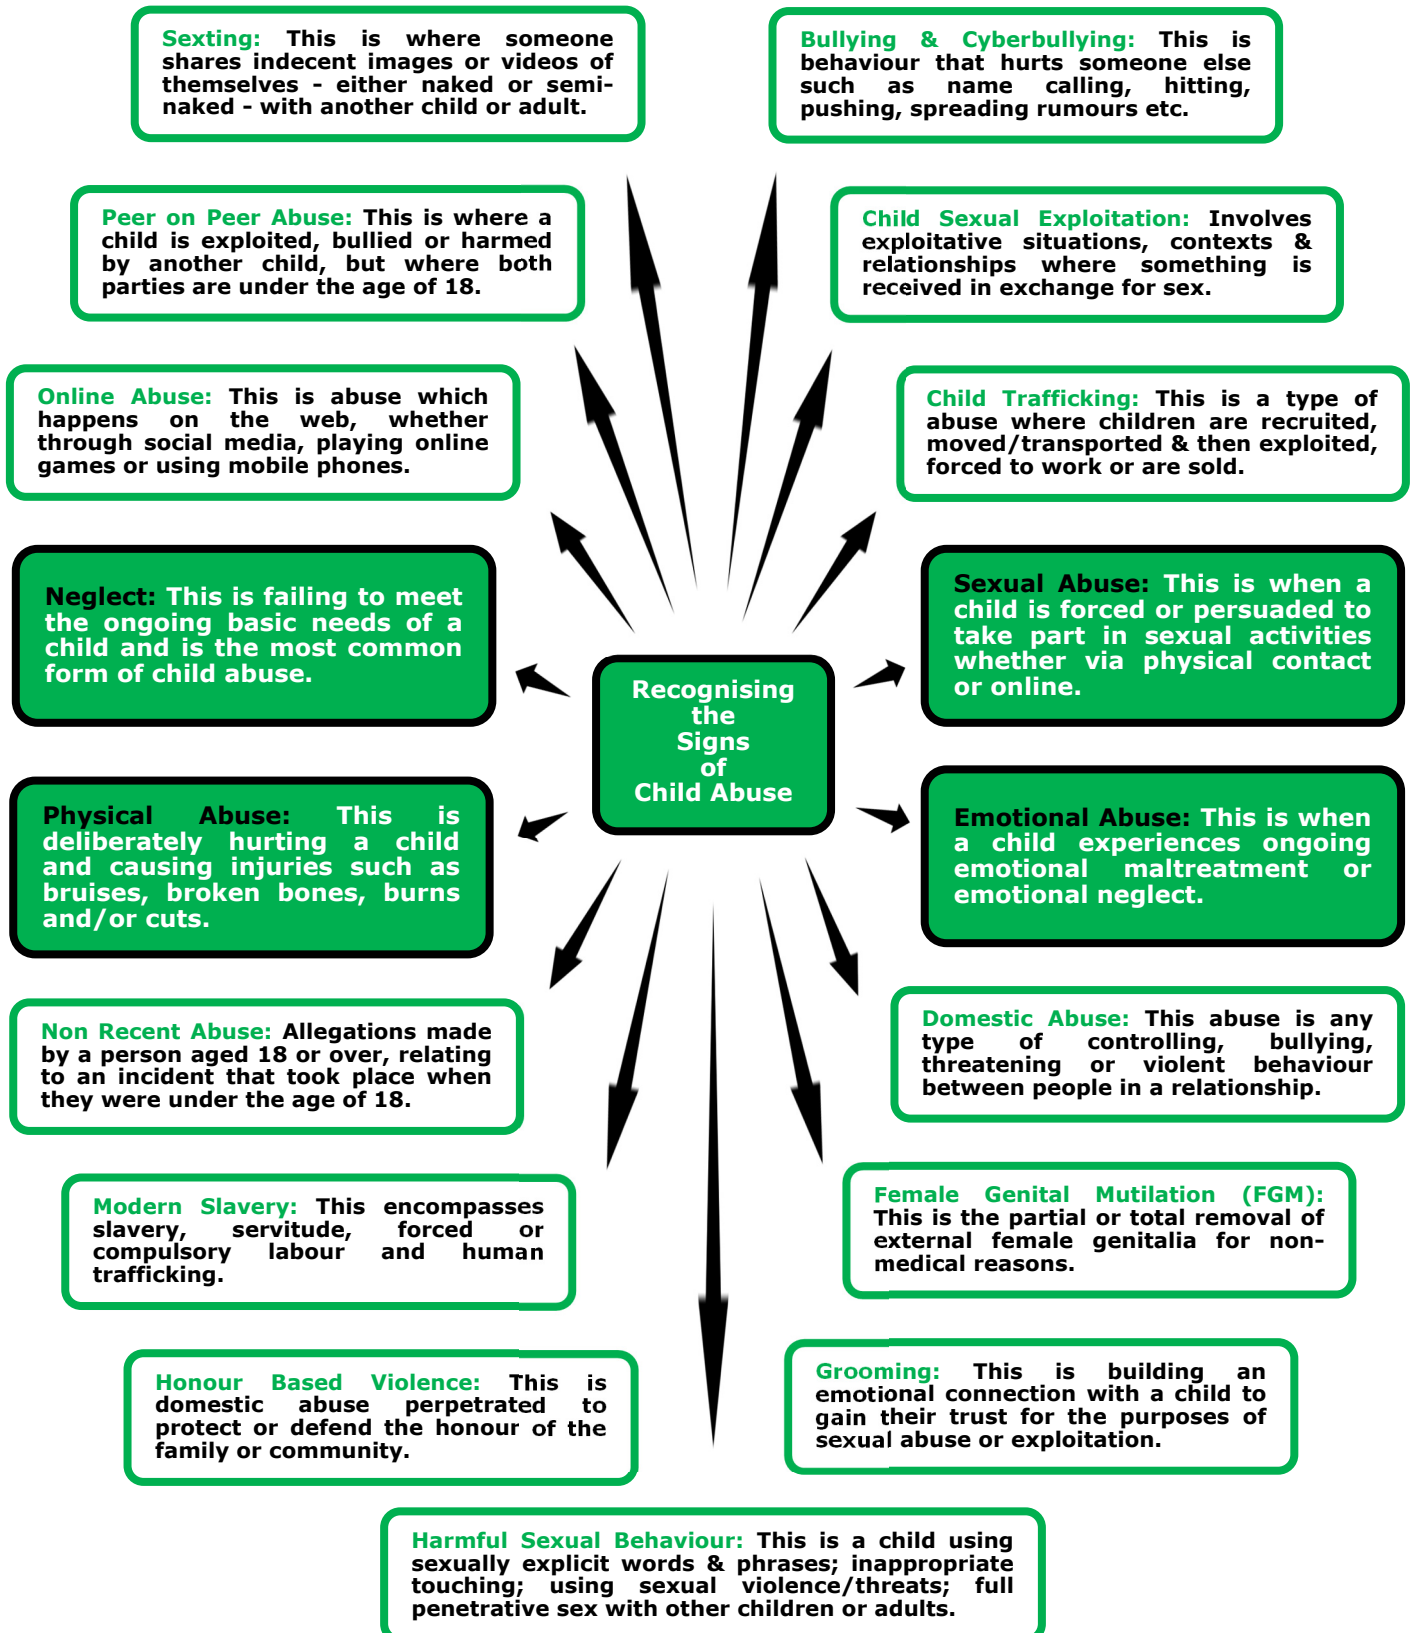 Sexting: This is where someone
shares indecent images or videos of
themselves - either naked or semi-
naked - with another child or adult.
Bullying & Cyberbullying: This is
behaviour that hurts someone else
such as name calling, hitting,
pushing, spreading rumours etc.
Peer on Peer Abuse: This is where a
child is exploited, bullied or harmed
by another child, but where both
parties are under the age of 18.
Child Sexual Exploitation: Involves
exploitative situations, contexts &
relationships where something is
received in exchange for sex.
Online Abuse: This is abuse which
happens on the web, whether
through social media, playing online
games or using mobile phones.
Child Trafficking: This is a type of
abuse where children are recruited,
moved/transported & then exploited,
forced to work or are sold.
Neglect: This is failing to meet
the ongoing basic needs of a
child and is the most common
form of child abuse.
Sexual Abuse: This is when a
child is forced or persuaded to
take part in sexual activities
whether via physical contact
or online.
Recognising
the
Signs
of
Child Abuse
Physical Abuse: This is
deliberately hurting a child
and causing injuries such as
bruises, broken bones, burns
and/or cuts.
Emotional Abuse: This is when
a child experiences ongoing
emotional maltreatment or
emotional neglect.
Non Recent Abuse: Allegations made
by a person aged 18 or over, relating
to an incident that took place when
they were under the age of 18.
Domestic Abuse: This abuse is any
type of controlling, bullying,
threatening or violent behaviour
between people in a relationship.
Modern Slavery: This encompasses
slavery, servitude, forced or
compulsory labour and human
trafficking.
Female Genital Mutilation (FGM):
This is the partial or total removal of
external female genitalia for non-
medical reasons.
Honour Based Violence: This is
domestic abuse perpetrated to
protect or defend the honour of the
family or community.
Grooming: This is building an
emotional connection with a child to
gain their trust for the purposes of
sexual abuse or exploitation.
Harmful Sexual Behaviour: This is a child using
sexually explicit words & phrases; inappropriate
touching; using sexual violence/threats; full
penetrative sex with other children or adults.